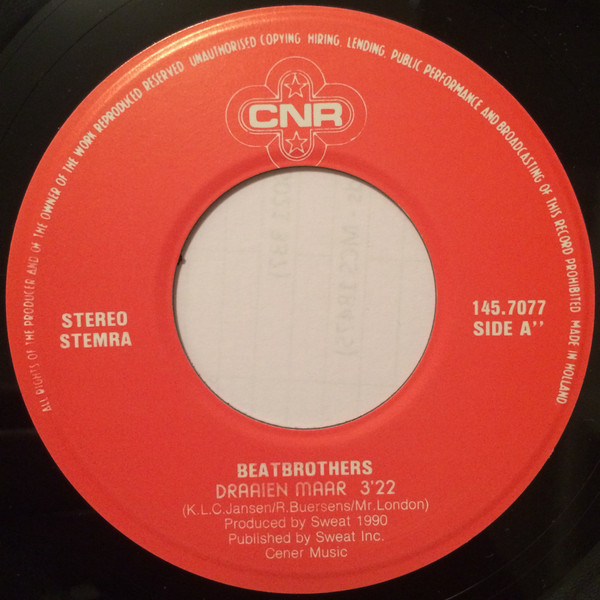 ALL RIGHTS OF THE PRODUCER AND OF THE OWNER OF THE WORK REPRODUCED RESERVED. UNAUTHORISED COPYING, HIRING, LENDING, PUBLIC PERFORMANCE AND BROADCASTING OF THIS RECORD PROHIBITED. MADE IN HOLLAND.
CNR
STEREO
STEMRA
145.7077
SIDE A''
BEATBROTHERS
DRAAIEN MAAR 3'22
(K.L.C.Jansen/R.Buersens/Mr.London)
Produced by Sweat 1990
Published by Sweat Inc.
Cener Music